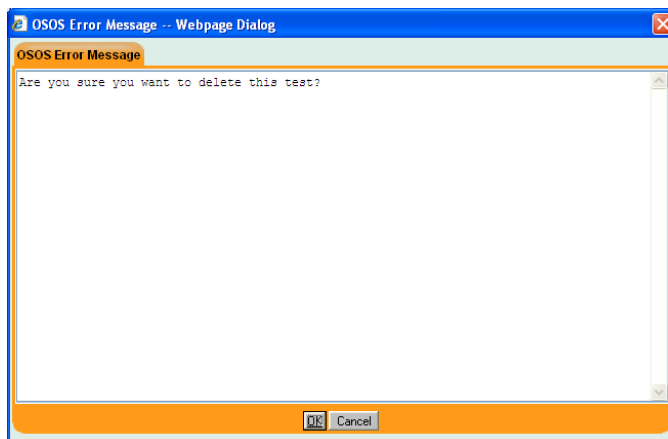 OSOS Error Message -- Webpage Dialog
OSOS Error Message
Are you sure you want to delete this test?
OK Cancel